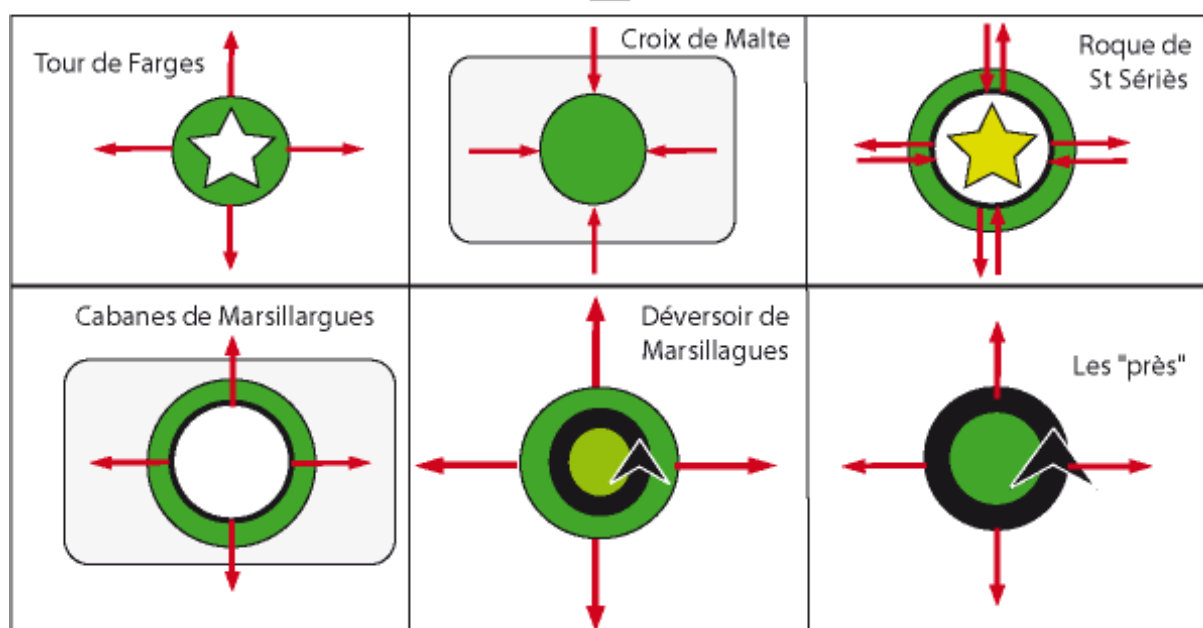 Tour de Farges
Croix de Malte
Roque de
St Sériès
Cabanes de Marsillargues
Déversoir de
Marsillagues
Les "près"